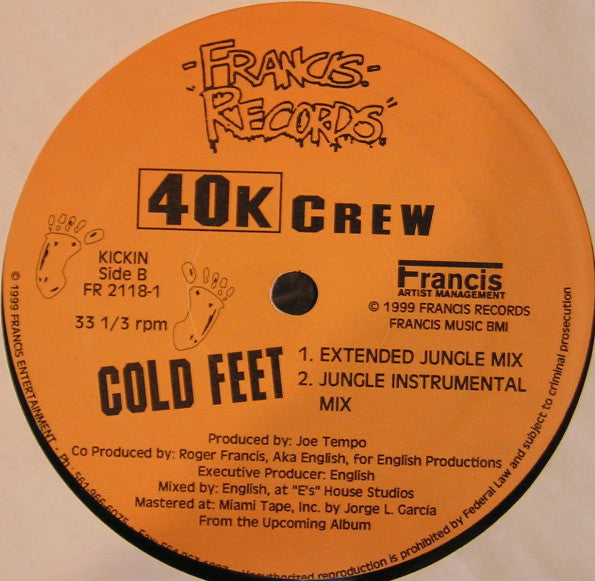 -FRANCIS-
RECORDS"
40K CREW
KICKIN
Side B
FR 2118-1
33 1/3 rpm
Francis
ARTIST MANAGEMENT
© 1999 FRANCIS RECORDS
FRANCIS MUSIC BMI
COLD FEET
1. EXTENDED JUNGLE MIX
2. JUNGLE INSTRUMENTAL
MIX
Produced by: Joe Tempo
Co Produced by: Roger Francis, Aka English, for English Productions
Executive Producer: English
Mixed by: English, at "E's" House Studios
Mastered at: Miami Tape, Inc. by Jorge L. Garcia
From the Upcoming Album
© 1999 FRANCIS ENTERTAINMENT - Ph - 561-966-6076 -
Unauthorized reproduction is prohibited by Federal Law and subject to criminal prosecution